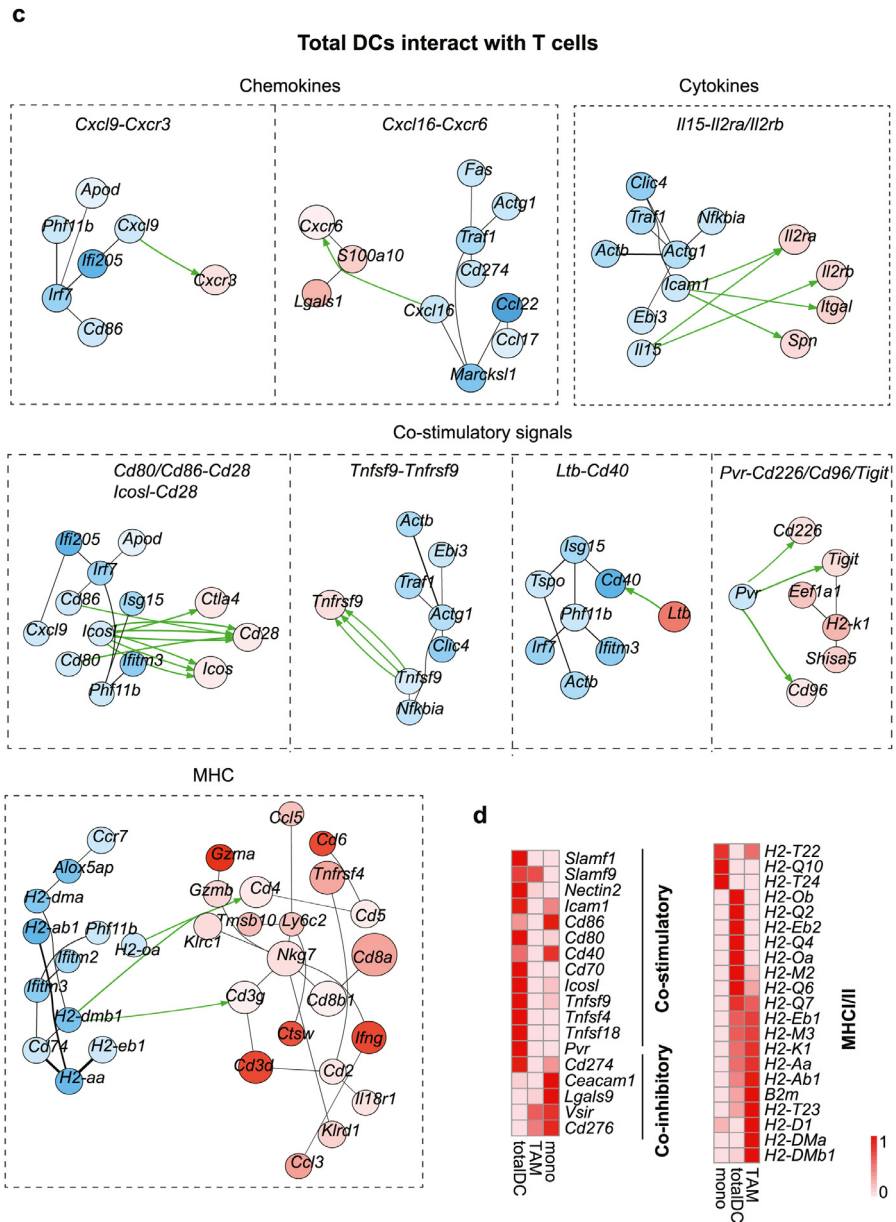 c
Total DCs interact with T cells
Chemokines
Cytokines
Cxcl9-Cxcr3
Cxcl16-Cxcr6
Il15-Il2ra/Il2rb
Apod
Phf11b
Cxcl9
Ifi205
Irf7
Cxcr3
Cd86
Fas
Actg1
Cxcr6
S100a10
Traf1
Cd274
Lgals1
Cxcl16
Ccl22
Ccl17
Marcksl1
Clic4
Traf1
Nfkbia
Actb
Actg1
Il2ra
Icam1
Il2rb
Ebi3
Itgal
Il15
Spn
Co-stimulatory signals
Cd80/Cd86-Cd28
Icosl-Cd28
Tnfsf9-Tnfrsf9
Ltb-Cd40
Pvr-Cd226/Cd96/Tigit
Ifi205
Apod
Irf7
Cd86
Isg15
Ctla4
Cxcl9
Icosl
Cd28
Cd80
Ifitm3
Icos
Phf11b
Actb
Ebi3
Traf1
Tnfrsf9
Actg1
Clic4
Tnfsf9
Nfkbia
Isg15
Tspo
Cd40
Phf11b
Ltb
Irf7
Ifitm3
Actb
Cd226
Tigit
Pvr
Eef1a1
H2-k1
Shisa5
Cd96
MHC
Ccr7
Alox5ap
H2-dma
H2-ab1
Phf11b
H2-oa
Ifitm2
Ifitm3
H2-dmb1
Cd74
H2-eb1
H2-aa
Ccl5
Cd6
Gzma
Tnfrsf4
Gzmb
Cd4
Cd5
Tmsb10
Ly6c2
Klrc1
Nkg7
Cd8a
Cd3g
Cd8b1
Ctsw
Ifng
Cd3d
Cd2
Il18r1
Klrd1
Ccl3
d
Slamf1
Slamf9
Nectin2
Icam1
Cd86
Cd80
Cd40
Cd70
Icosl
Tnfsf9
Tnfsf4
Tnfsf18
Pvr
Cd274
Ceacam1
Lgals9
Vsir
Cd276
Co-stimulatory
Co-inhibitory
totalDC
TAM
mono
H2-T22
H2-Q10
H2-T24
H2-Ob
H2-Q2
H2-Eb2
H2-Q4
H2-Oa
H2-M2
H2-Q6
H2-Q7
H2-Eb1
H2-M3
H2-K1
H2-Aa
H2-Ab1
B2m
H2-T23
H2-D1
H2-DMa
H2-DMb1
MHCI/II
mono
totalDC
TAM
1
0